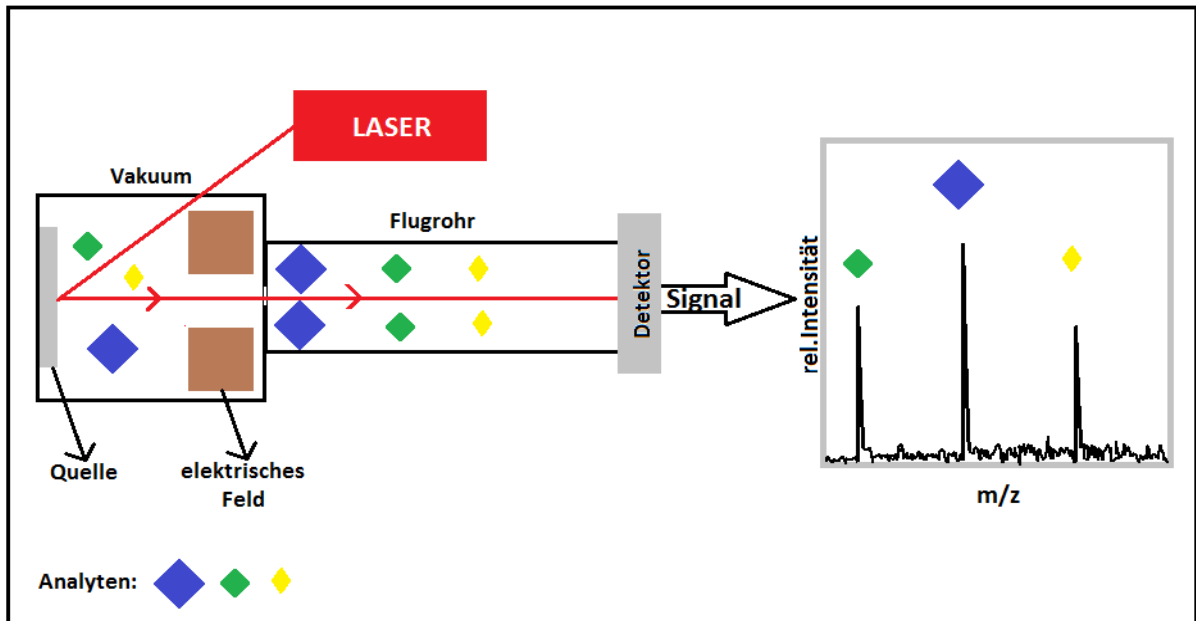 LASER
Vakuum
Flugrohr
Detektor
Signal
rel.Intensität
m/z
Quelle
elektrisches
Feld
Analyten: